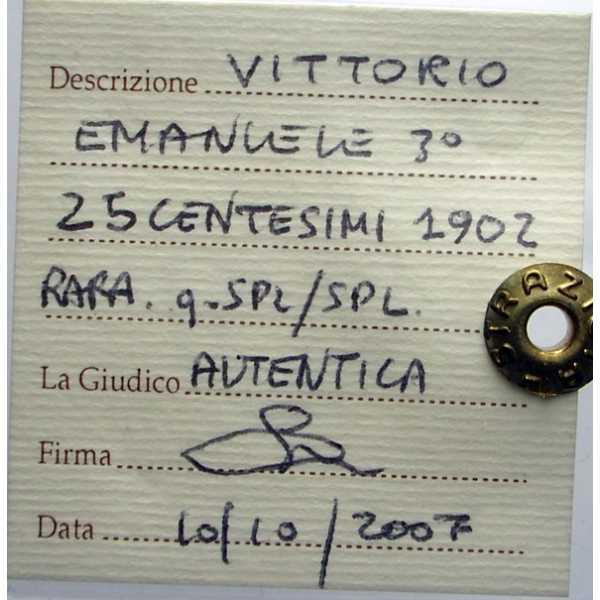 Descrizione VITTORIO
EMANUELE 3°
25 CENTESIMI 1902
RARA. q.SPL/SPL.
La Giudico AUTENTICA
Firma
Data 10/10/2007